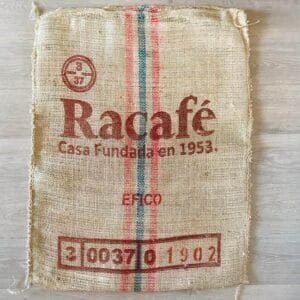 3
37
Racafé
Casa Fundada en 1953.
EFICO
3 0037 0 1902